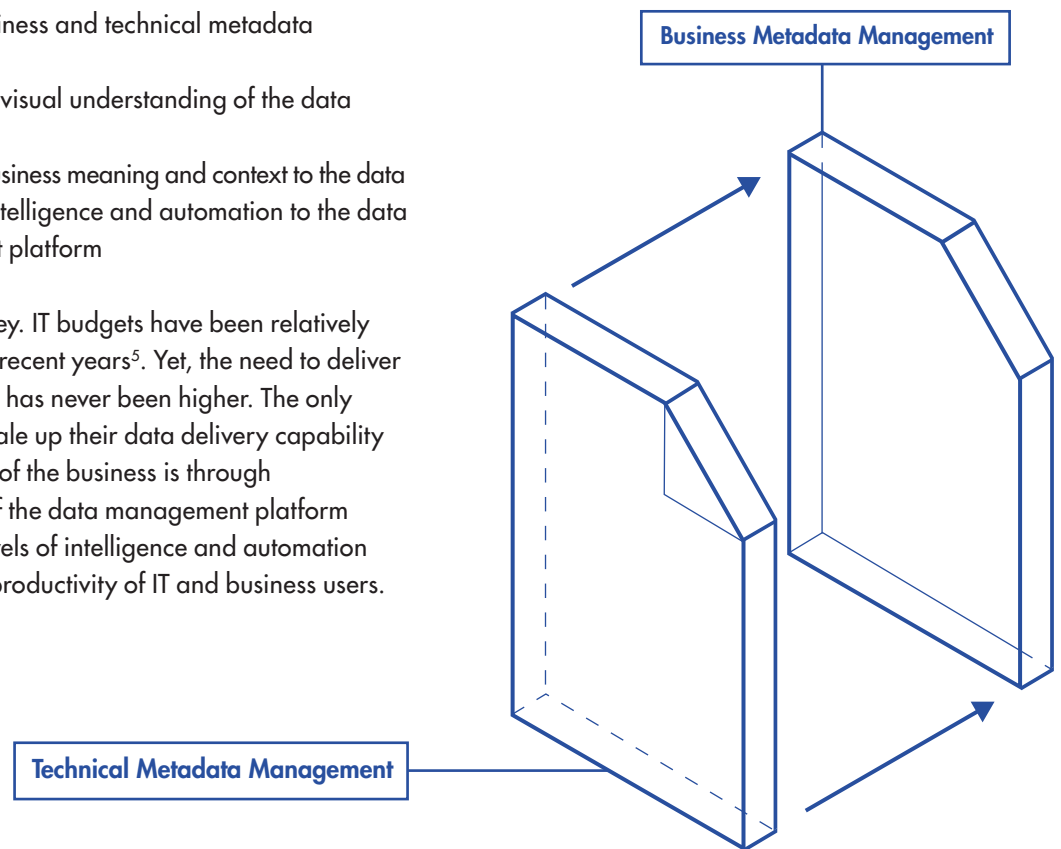 iness and technical metadata
visual understanding of the data
usiness meaning and context to the data
ntelligence and automation to the data
t platform
ey. IT budgets have been relatively
recent years⁵. Yet, the need to deliver
has never been higher. The only
ale up their data delivery capability
of the business is through
f the data management platform
els of intelligence and automation
productivity of IT and business users.
Business Metadata Management
Technical Metadata Management